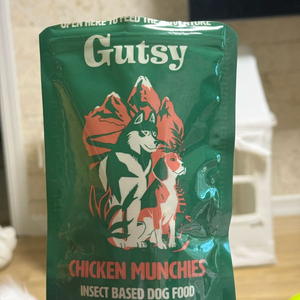 OPEN HERE TO FEED THE ADVENTURE
Gutsy
CHICKEN MUNCHIES
INSECT BASED DOG FOOD